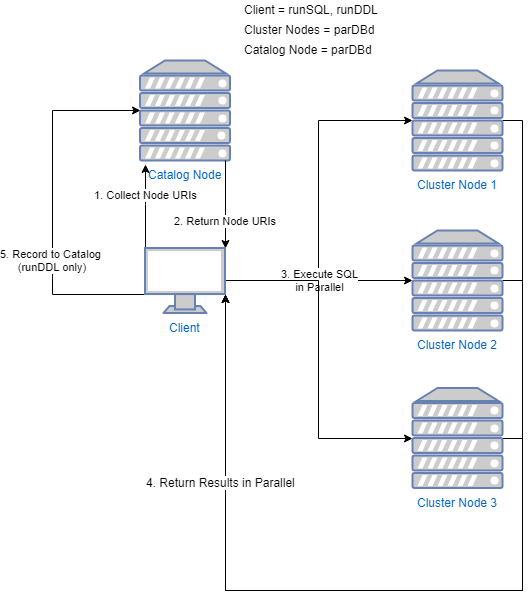 Client = runSQL, runDDL
Cluster Nodes = parDBd
Catalog Node = parDBd
Catalog Node
Cluster Node 1
1. Collect Node URIs
2. Return Node URIs
5. Record to Catalog
(runDDL only)
3. Execute SQL
in Parallel
Client
Cluster Node 2
4. Return Results in Parallel
Cluster Node 3